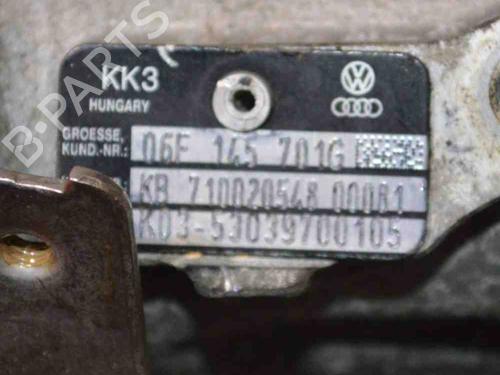 KK3
HUNGARY
GROESSE,
KUND.-NR.: 06F 145 701G
KB 710020548 00081
K03-53039700105
B-PARTS